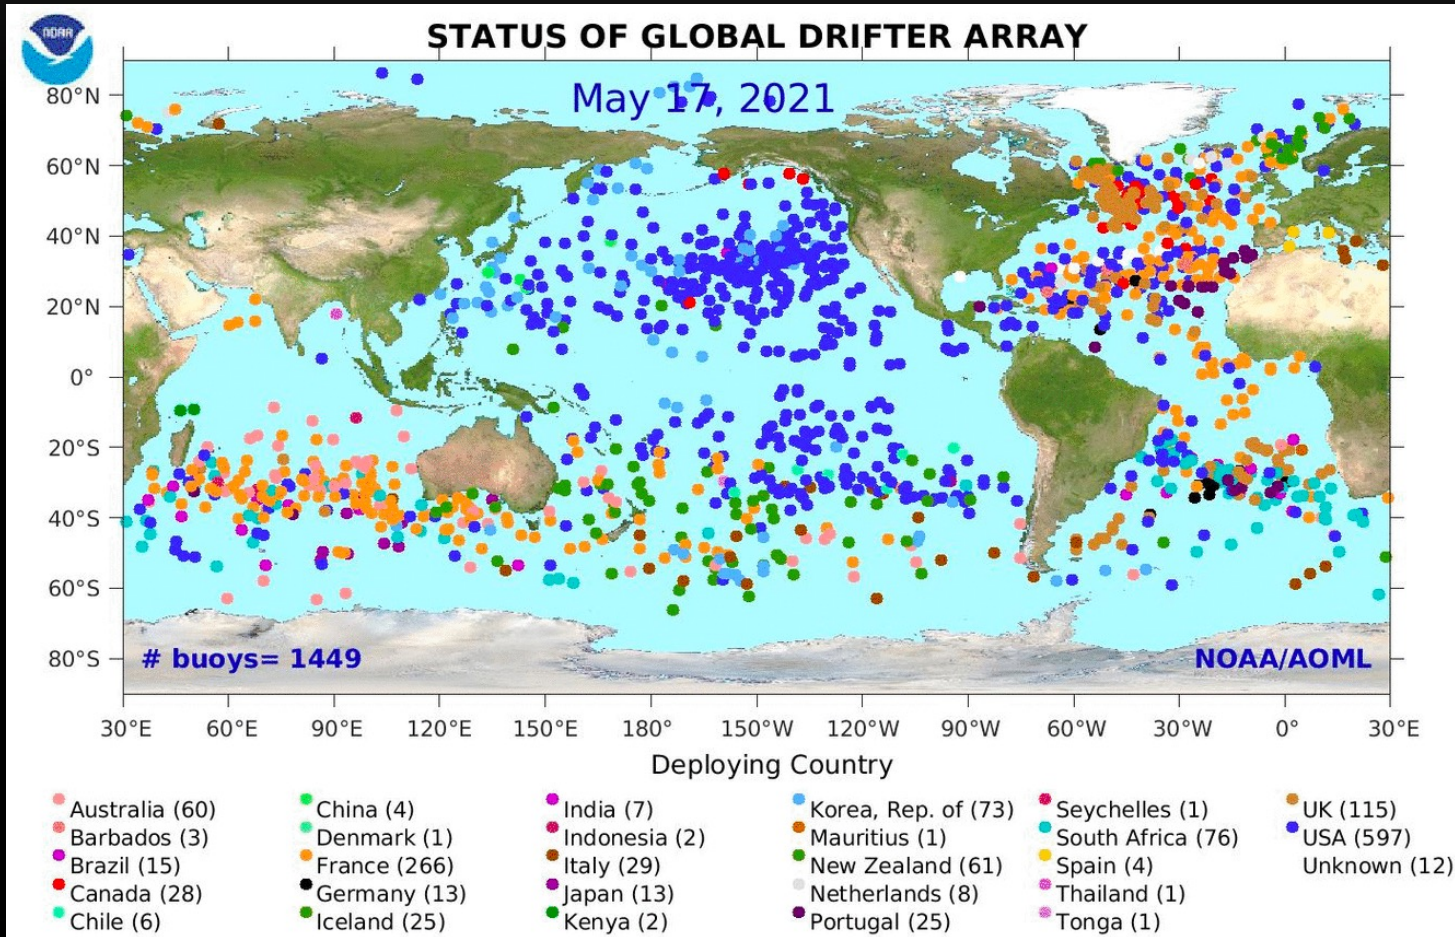 NOAA
STATUS OF GLOBAL DRIFTER ARRAY
May 17, 2021
80°N
60°N
40°N
20°N
0°
20°S
40°S
60°S
80°S
# buoys= 1449
NOAA/AOML
30°E 60°E 90°E 120°E 150°E 180° 150°W 120°W 90°W 60°W 30°W 0° 30°E
Deploying Country
Australia (60)
Barbados (3)
Brazil (15)
Canada (28)
Chile (6)
China (4)
Denmark (1)
France (266)
Germany (13)
Iceland (25)
India (7)
Indonesia (2)
Italy (29)
Japan (13)
Kenya (2)
Korea, Rep. of (73)
Mauritius (1)
New Zealand (61)
Netherlands (8)
Portugal (25)
Seychelles (1)
South Africa (76)
Spain (4)
Thailand (1)
Tonga (1)
UK (115)
USA (597)
Unknown (12)